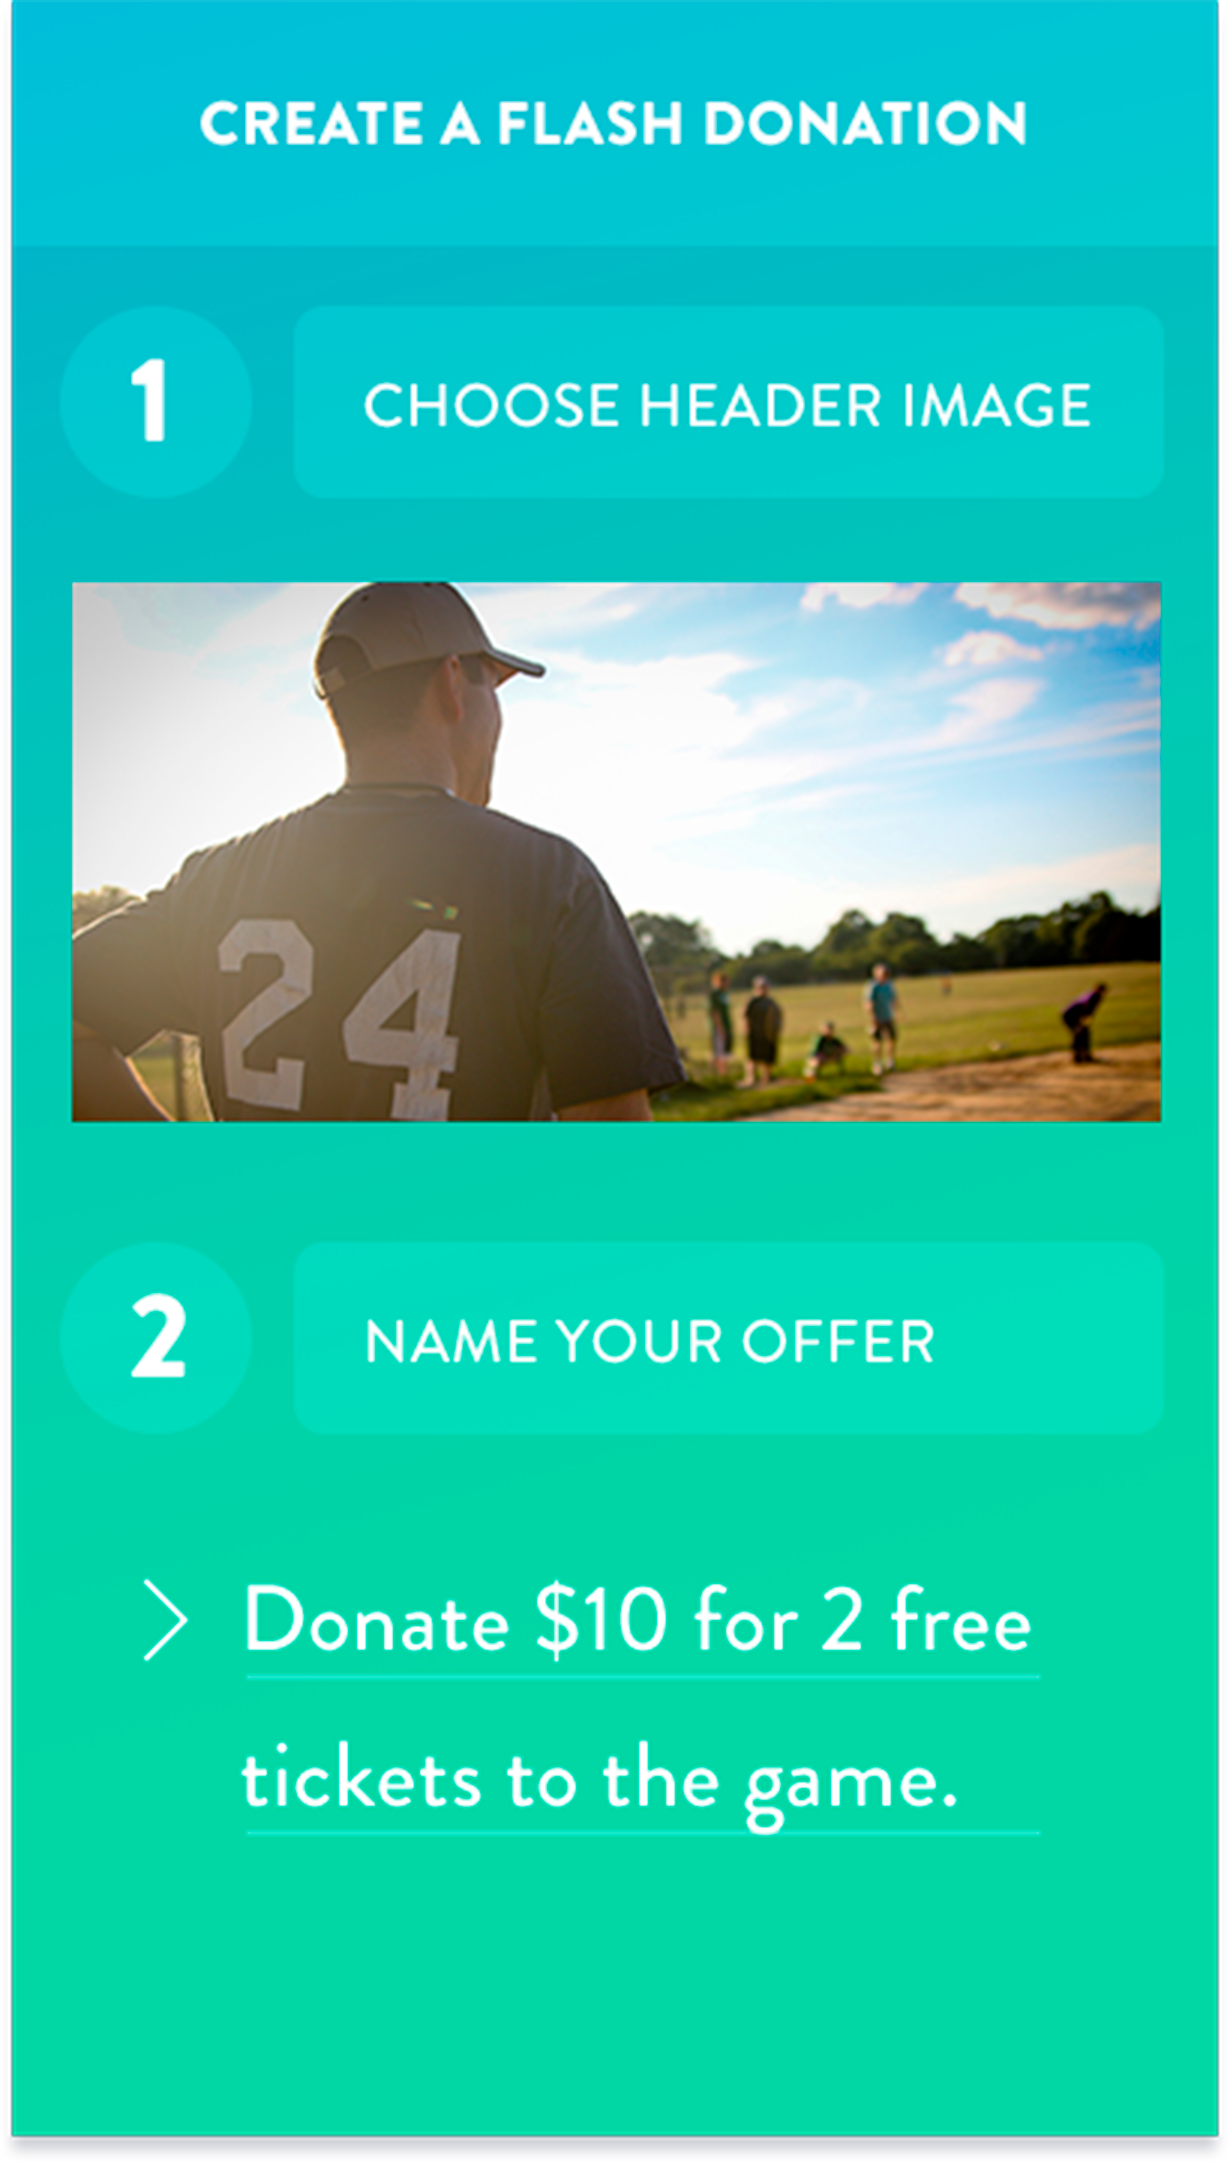 CREATE A FLASH DONATION
1
CHOOSE HEADER IMAGE
24
2
NAME YOUR OFFER
Donate $10 for 2 free
tickets to the game.